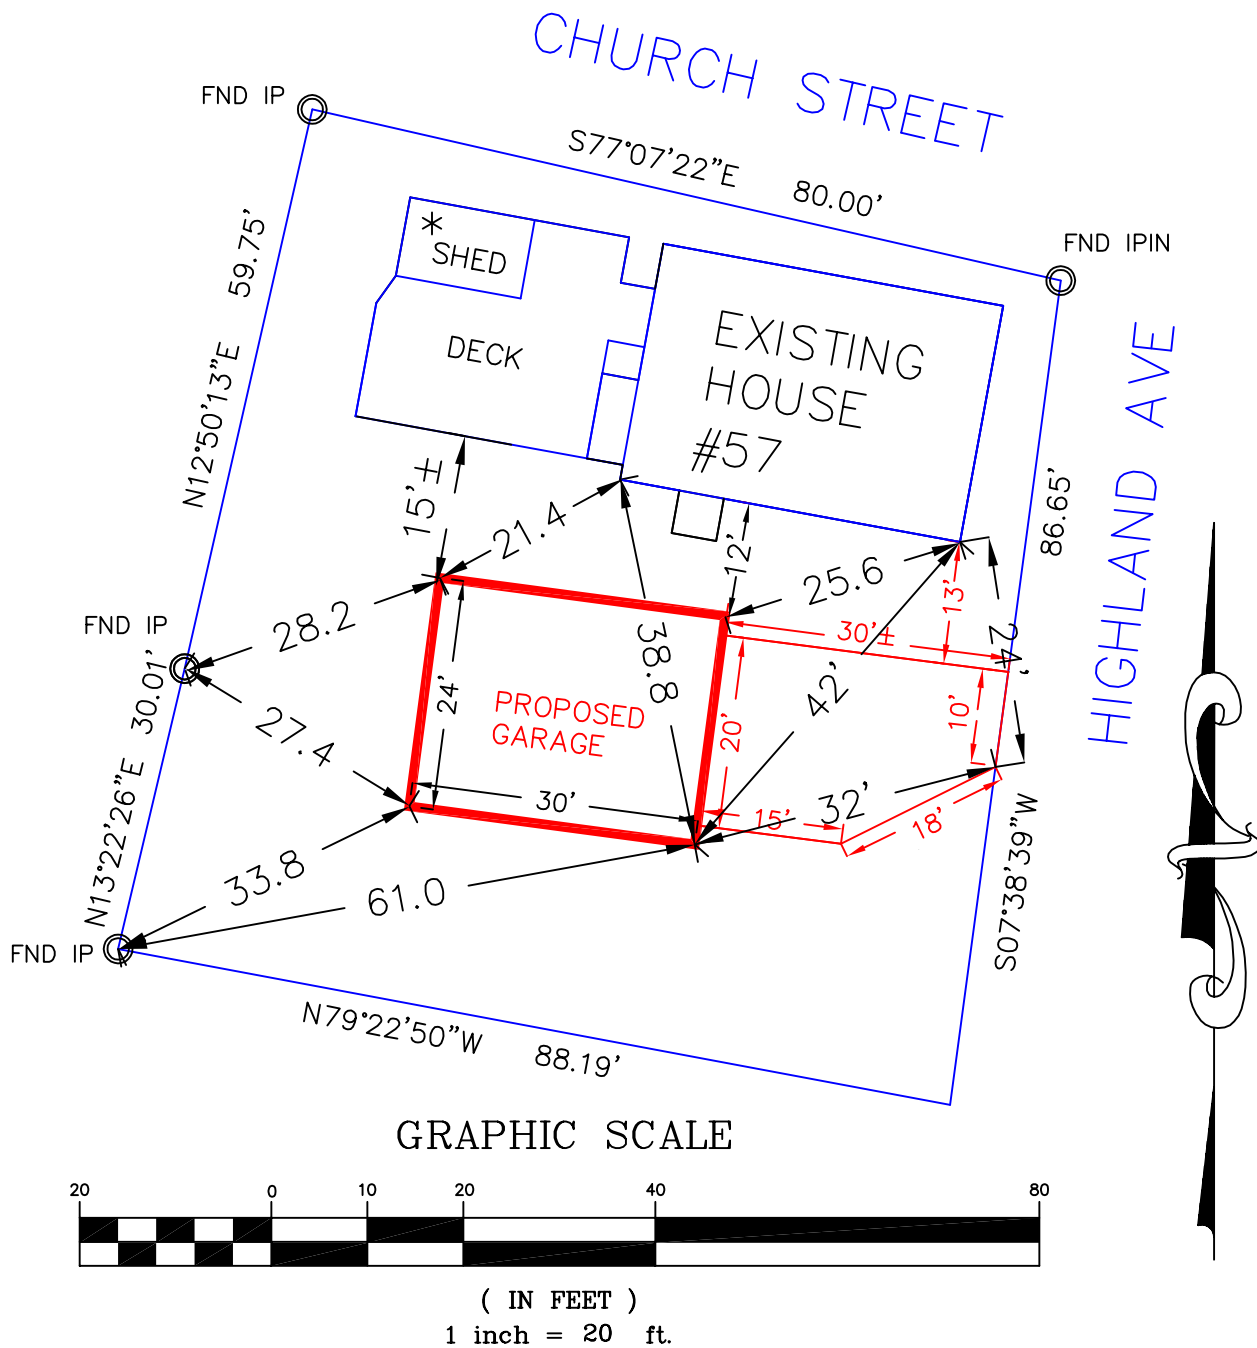 CHURCH STREET
FND IP
S77°07'22"E 80.00'
FND IPIN
N12°50'13"E 59.75'
*
SHED
DECK
EXISTING
HOUSE
#57
HIGHLAND AVE
86.65'
S07°38'39"W
15'±
21.4
12'
25.6
13'
24'
30'±
28.2
FND IP
N13°22'26"E 30.01'
38.8
42'
10'
24'
PROPOSED
GARAGE
20'
27.4
30'
15'
32'
18'
33.8
61.0
FND IP
N79°22'50"W 88.19'
GRAPHIC SCALE
20 0 10 20 40 80
( IN FEET )
1 inch = 20 ft.